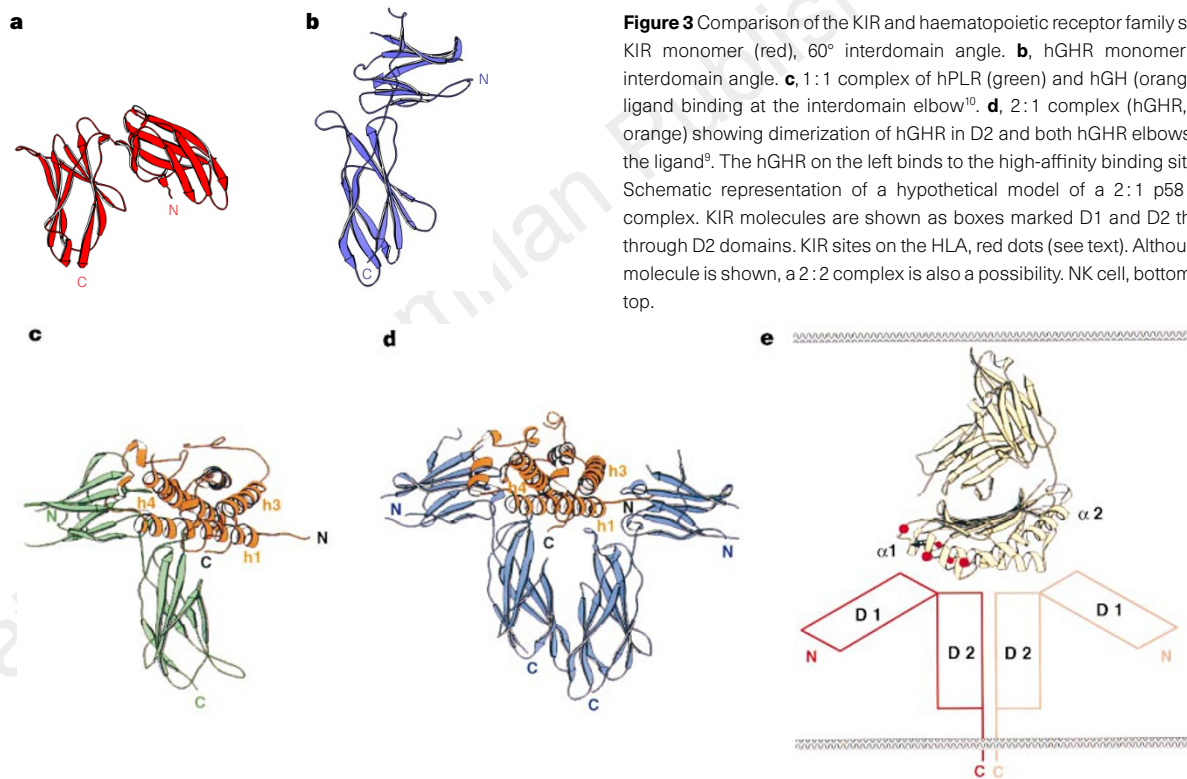 a
b
Figure 3 Comparison of the KIR and haematopoietic receptor family s
KIR monomer (red), 60° interdomain angle. b, hGHR monomer
interdomain angle. c, 1:1 complex of hPLR (green) and hGH (orang
ligand binding at the interdomain elbow¹⁰. d, 2:1 complex (hGHR,
orange) showing dimerization of hGHR in D2 and both hGHR elbows
the ligand⁹. The hGHR on the left binds to the high-affinity binding sit
Schematic representation of a hypothetical model of a 2:1 p58
complex. KIR molecules are shown as boxes marked D1 and D2 th
through D2 domains. KIR sites on the HLA, red dots (see text). Althou
molecule is shown, a 2:2 complex is also a possibility. NK cell, bottom
top.
N
C
N
C
c
d
e
h4
h3
h1
N
N
C
C
h4
h3
h1
N
N
N
C
C
C
α1
α2
D 1
D 2
D 2
D 1
N
N
C C
lan Publish